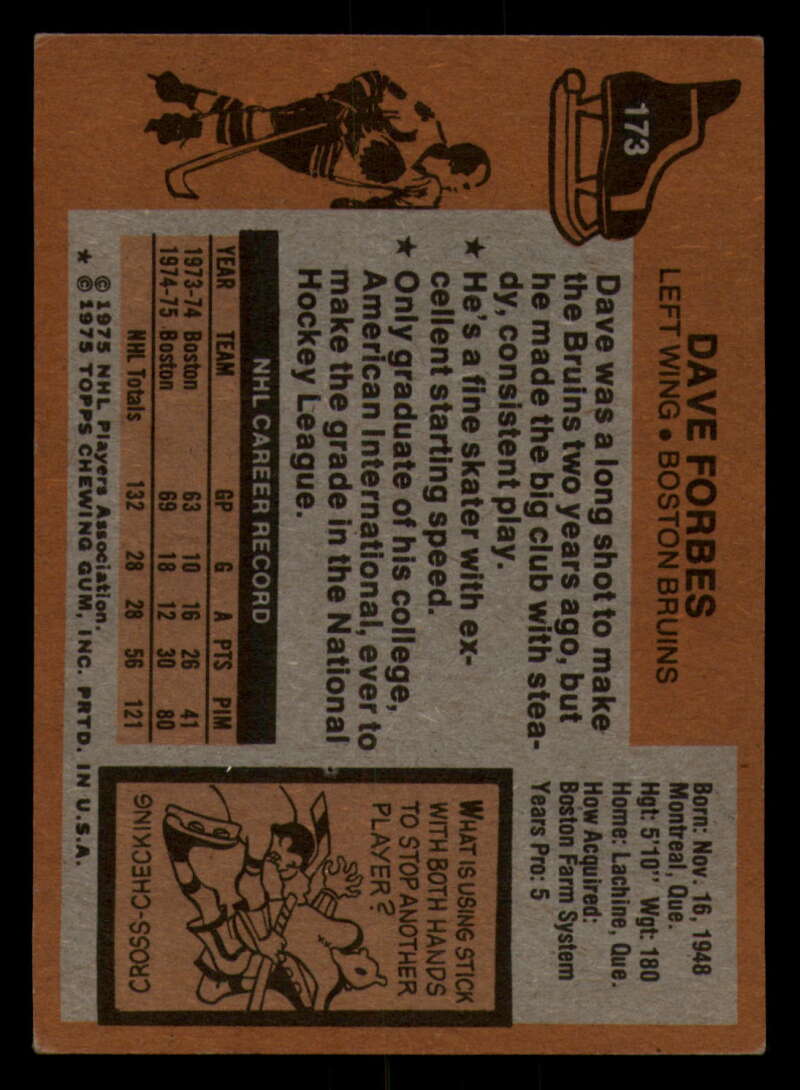 173
DAVE FORBES
LEFT WING • BOSTON BRUINS
Born: Nov. 16, 1948
Montreal, Que.
Hgt: 5'10" Wgt: 180
Home: Lachine, Que.
How Acquired:
Boston Farm System
Years Pro: 5
Dave was a long shot to make
the Bruins two years ago, but
he made the big club with stea-
dy, consistent play.
★ He's a fine skater with ex-
cellent starting speed.
★ Only graduate of his college,
American International, ever to
make the grade in the National
Hockey League.
NHL CAREER RECORD
YEAR TEAM GP G A PTS PIM
1973-74 Boston 63 10 16 26 41
1974-75 Boston 69 18 12 30 80
NHL Totals 132 28 28 56 121
© 1975 NHL Players Association.
★ © 1975 TOPPS CHEWING GUM, INC. PRTD. IN U.S.A.
WHAT IS USING STICK
WITH BOTH HANDS
TO STOP ANOTHER
PLAYER?
CROSS-CHECKING